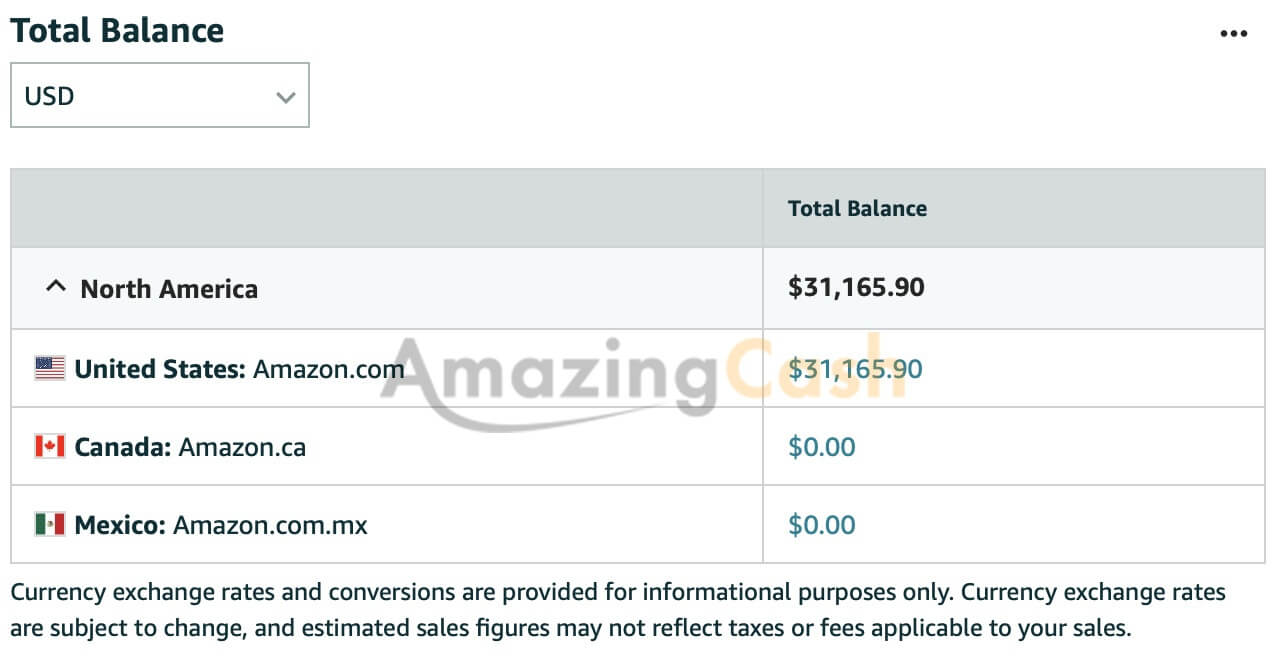 Total Balance
USD
Total Balance
North America $31,165.90
United States: Amazon.com $31,165.90
AmazingCash
Canada: Amazon.ca $0.00
Mexico: Amazon.com.mx $0.00
Currency exchange rates and conversions are provided for informational purposes only. Currency exchange rates
are subject to change, and estimated sales figures may not reflect taxes or fees applicable to your sales.